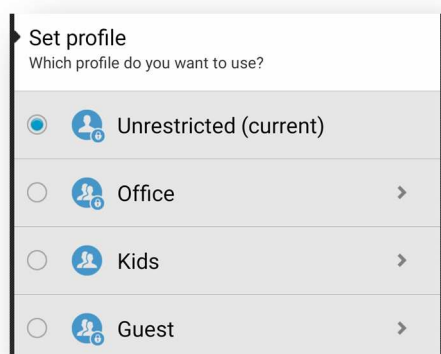 Set profile
Which profile do you want to use?
Unrestricted (current)
Office
Kids
Guest